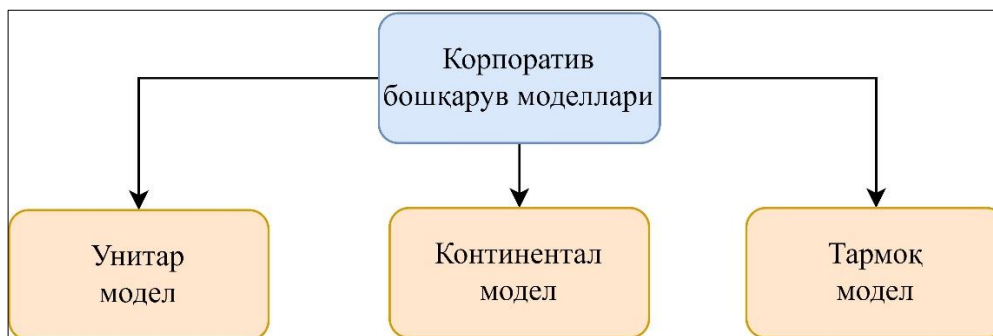 Корпоратив
бошқарув моделлари
Унитар
модел
Континентал
модел
Тармоқ
модел